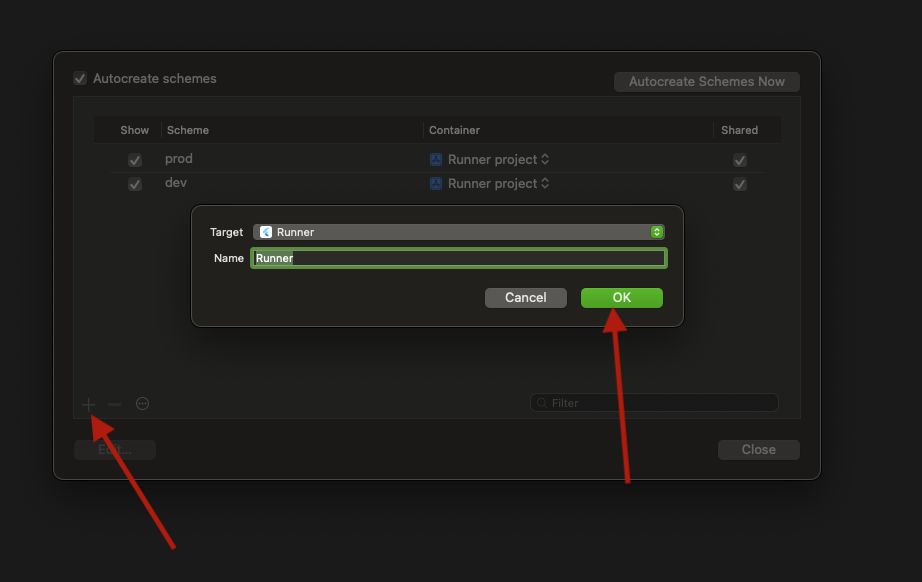 Autocreate schemes
Autocreate Schemes Now
Show Scheme Container Shared
prod Runner project
dev Runner project
Target Runner
Name Runner
Cancel OK
Filter
Edit... Close